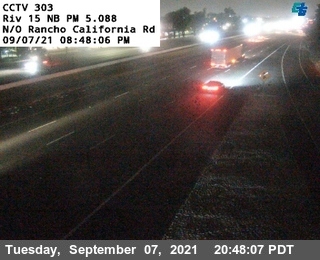 CCTV 303
Riv 15 NB PM 5.088
N/O Rancho California Rd
09/07/21 08:48:06 PM
Tuesday, September 07, 2021 20:48:07 PDT